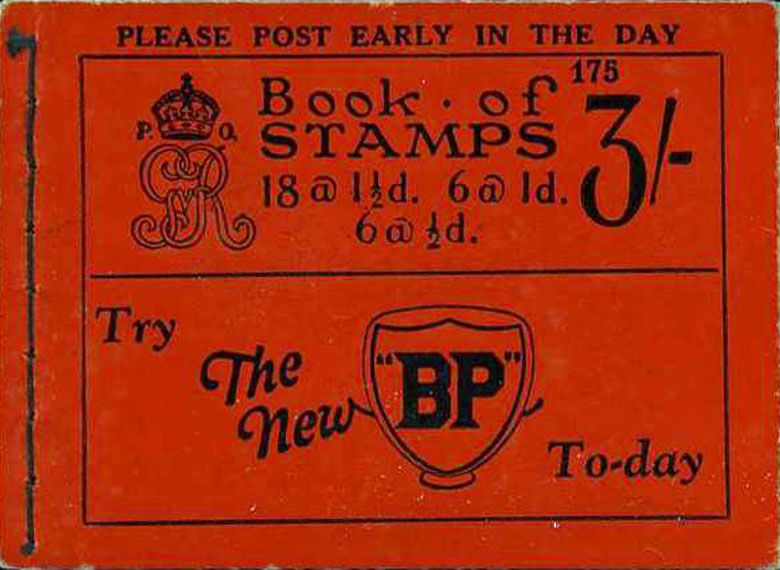 PLEASE POST EARLY IN THE DAY
175
Book · of 3/-
P. O.
GR
STAMPS
18 @ 1½d. 6 @ 1d.
6 @ ½d.
Try
The
New
"BP"
To-day